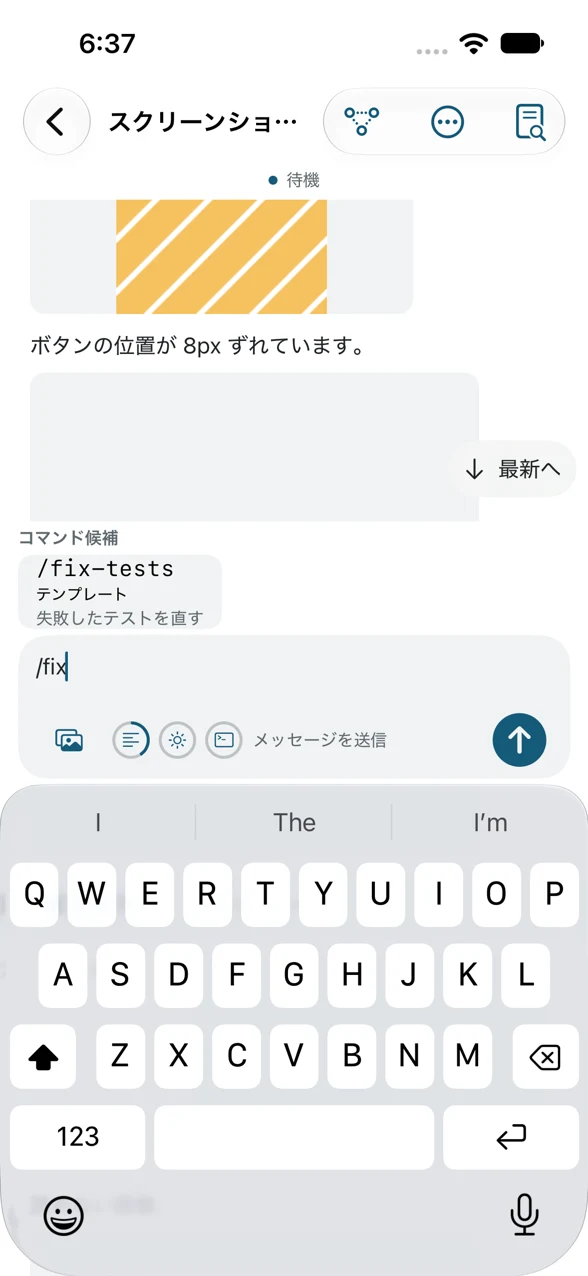 6:37
スクリーンショ…
待機
ボタンの位置が 8px ずれています。
最新へ
コマンド候補
/fix-tests
テンプレート
失敗したテストを直す
/fix
メッセージを送信
I The I'm
Q W E R T Y U I O P
A S D F G H J K L
Z X C V B N M
123